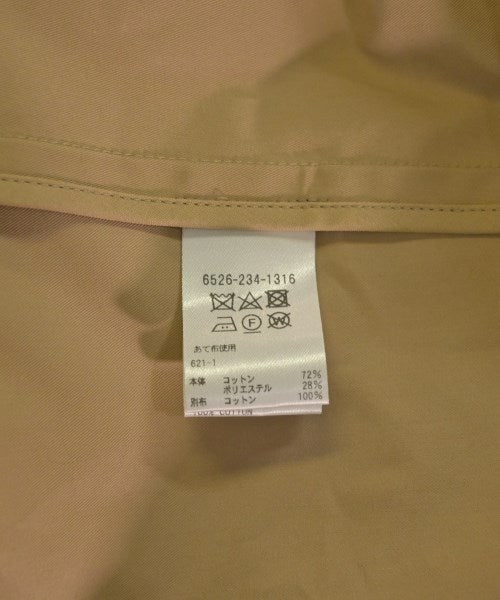 6526-234-1316
あて布使用
621-1
本体 コットン 72%
ポリエステル 28%
別布 コットン 100%
100% COTTON